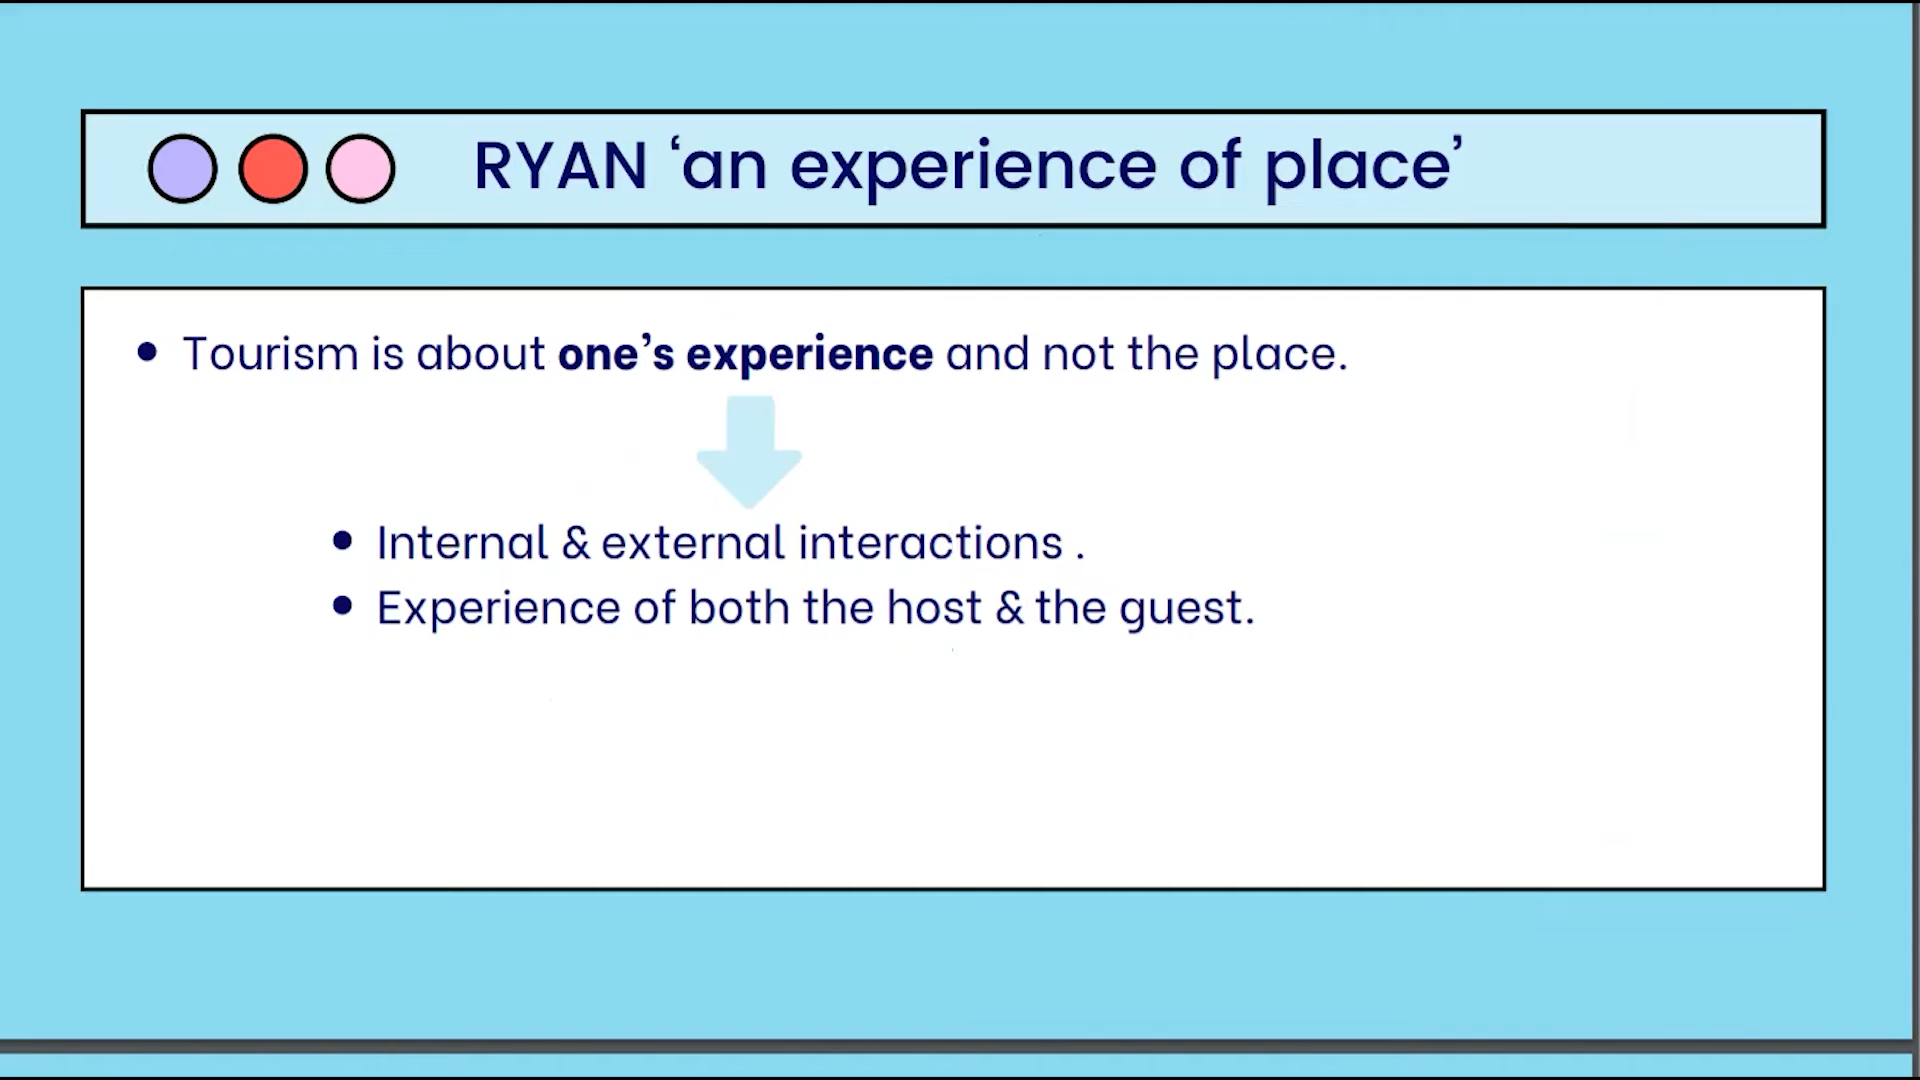 RYAN ‘an experience of place’
• Tourism is about one’s experience and not the place.
• Internal & external interactions .
• Experience of both the host & the guest.